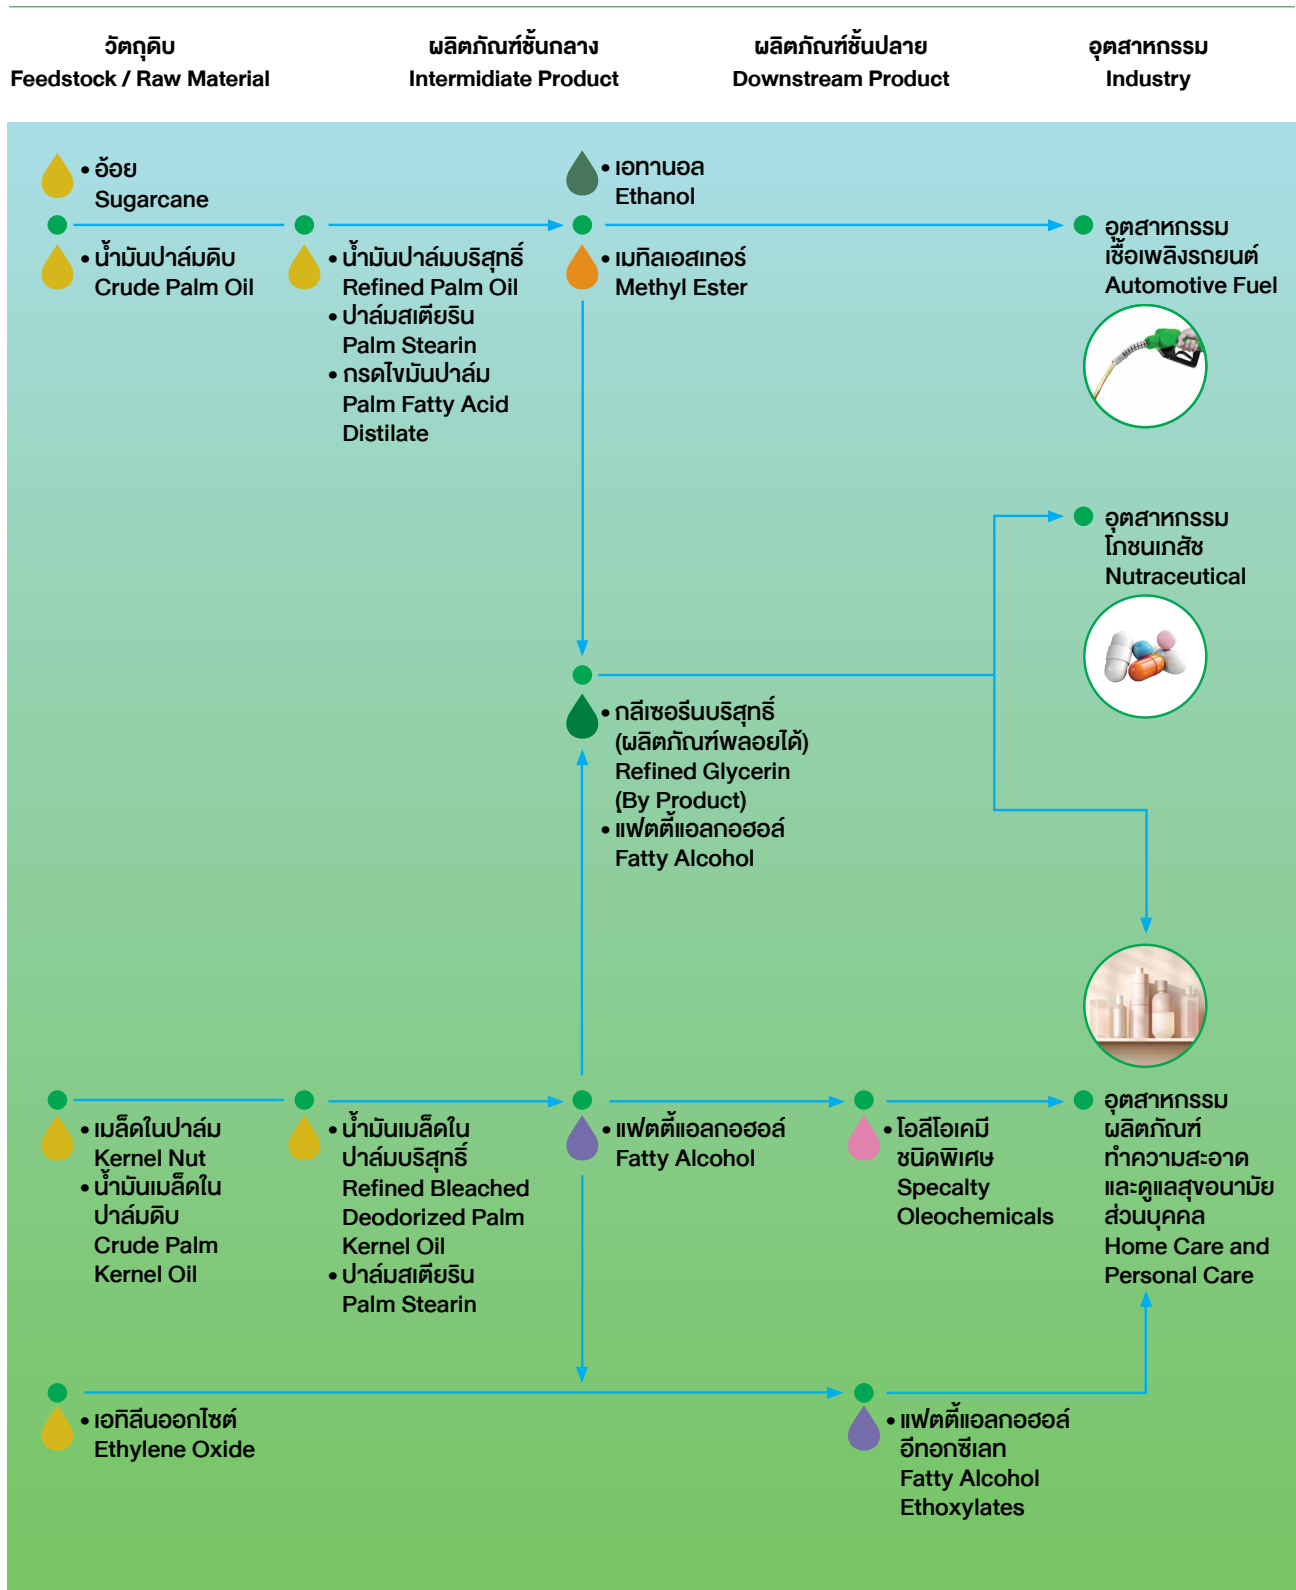 วัตถุดิบ
Feedstock / Raw Material
ผลิตภัณฑ์ชั้นกลาง
Intermidiate Product
ผลิตภัณฑ์ชั้นปลาย
Downstream Product
อุตสาหกรรม
Industry
• อ้อย
Sugarcane
• น้ำมันปาล์มดิบ
Crude Palm Oil
• น้ำมันปาล์มบริสุทธิ์
Refined Palm Oil
• ปาล์มสเตียริน
Palm Stearin
• กรดไขมันปาล์ม
Palm Fatty Acid
Distilate
• เอทานอล
Ethanol
• เมทิลเอสเทอร์
Methyl Ester
อุตสาหกรรม
เชื้อเพลิงรถยนต์
Automotive Fuel
อุตสาหกรรม
โภชนเภสัช
Nutraceutical
• กลีเซอรีนบริสุทธิ์
(ผลิตภัณฑ์พลอยได้)
Refined Glycerin
(By Product)
• แฟตตี้แอลกอฮอล์
Fatty Alcohol
• เมล็ดในปาล์ม
Kernel Nut
• น้ำมันเมล็ดใน
ปาล์มดิบ
Crude Palm
Kernel Oil
• น้ำมันเมล็ดใน
ปาล์มบริสุทธิ์
Refined Bleached
Deodorized Palm
Kernel Oil
• ปาล์มสเตียริน
Palm Stearin
• แฟตตี้แอลกอฮอล์
Fatty Alcohol
• โอลีโอเคมี
ชนิดพิเศษ
Specalty
Oleochemicals
อุตสาหกรรม
ผลิตภัณฑ์
ทำความสะอาด
และดูแลสุขอนามัย
ส่วนบุคคล
Home Care and
Personal Care
• เอทิลีนออกไซต์
Ethylene Oxide
• แฟตตี้แอลกอฮอล์
อีทอกซีเลท
Fatty Alcohol
Ethoxylates